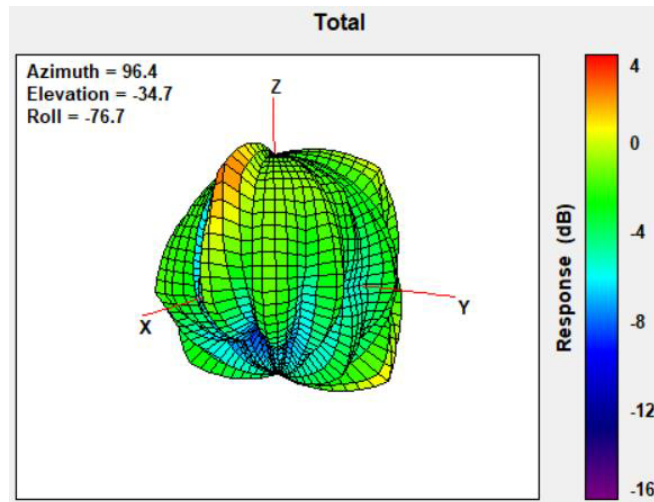 Total
Azimuth = 96.4
Elevation = -34.7
Roll = -76.7
Z
X
Y
4
0
-4
-8
-12
-16
Response (dB)